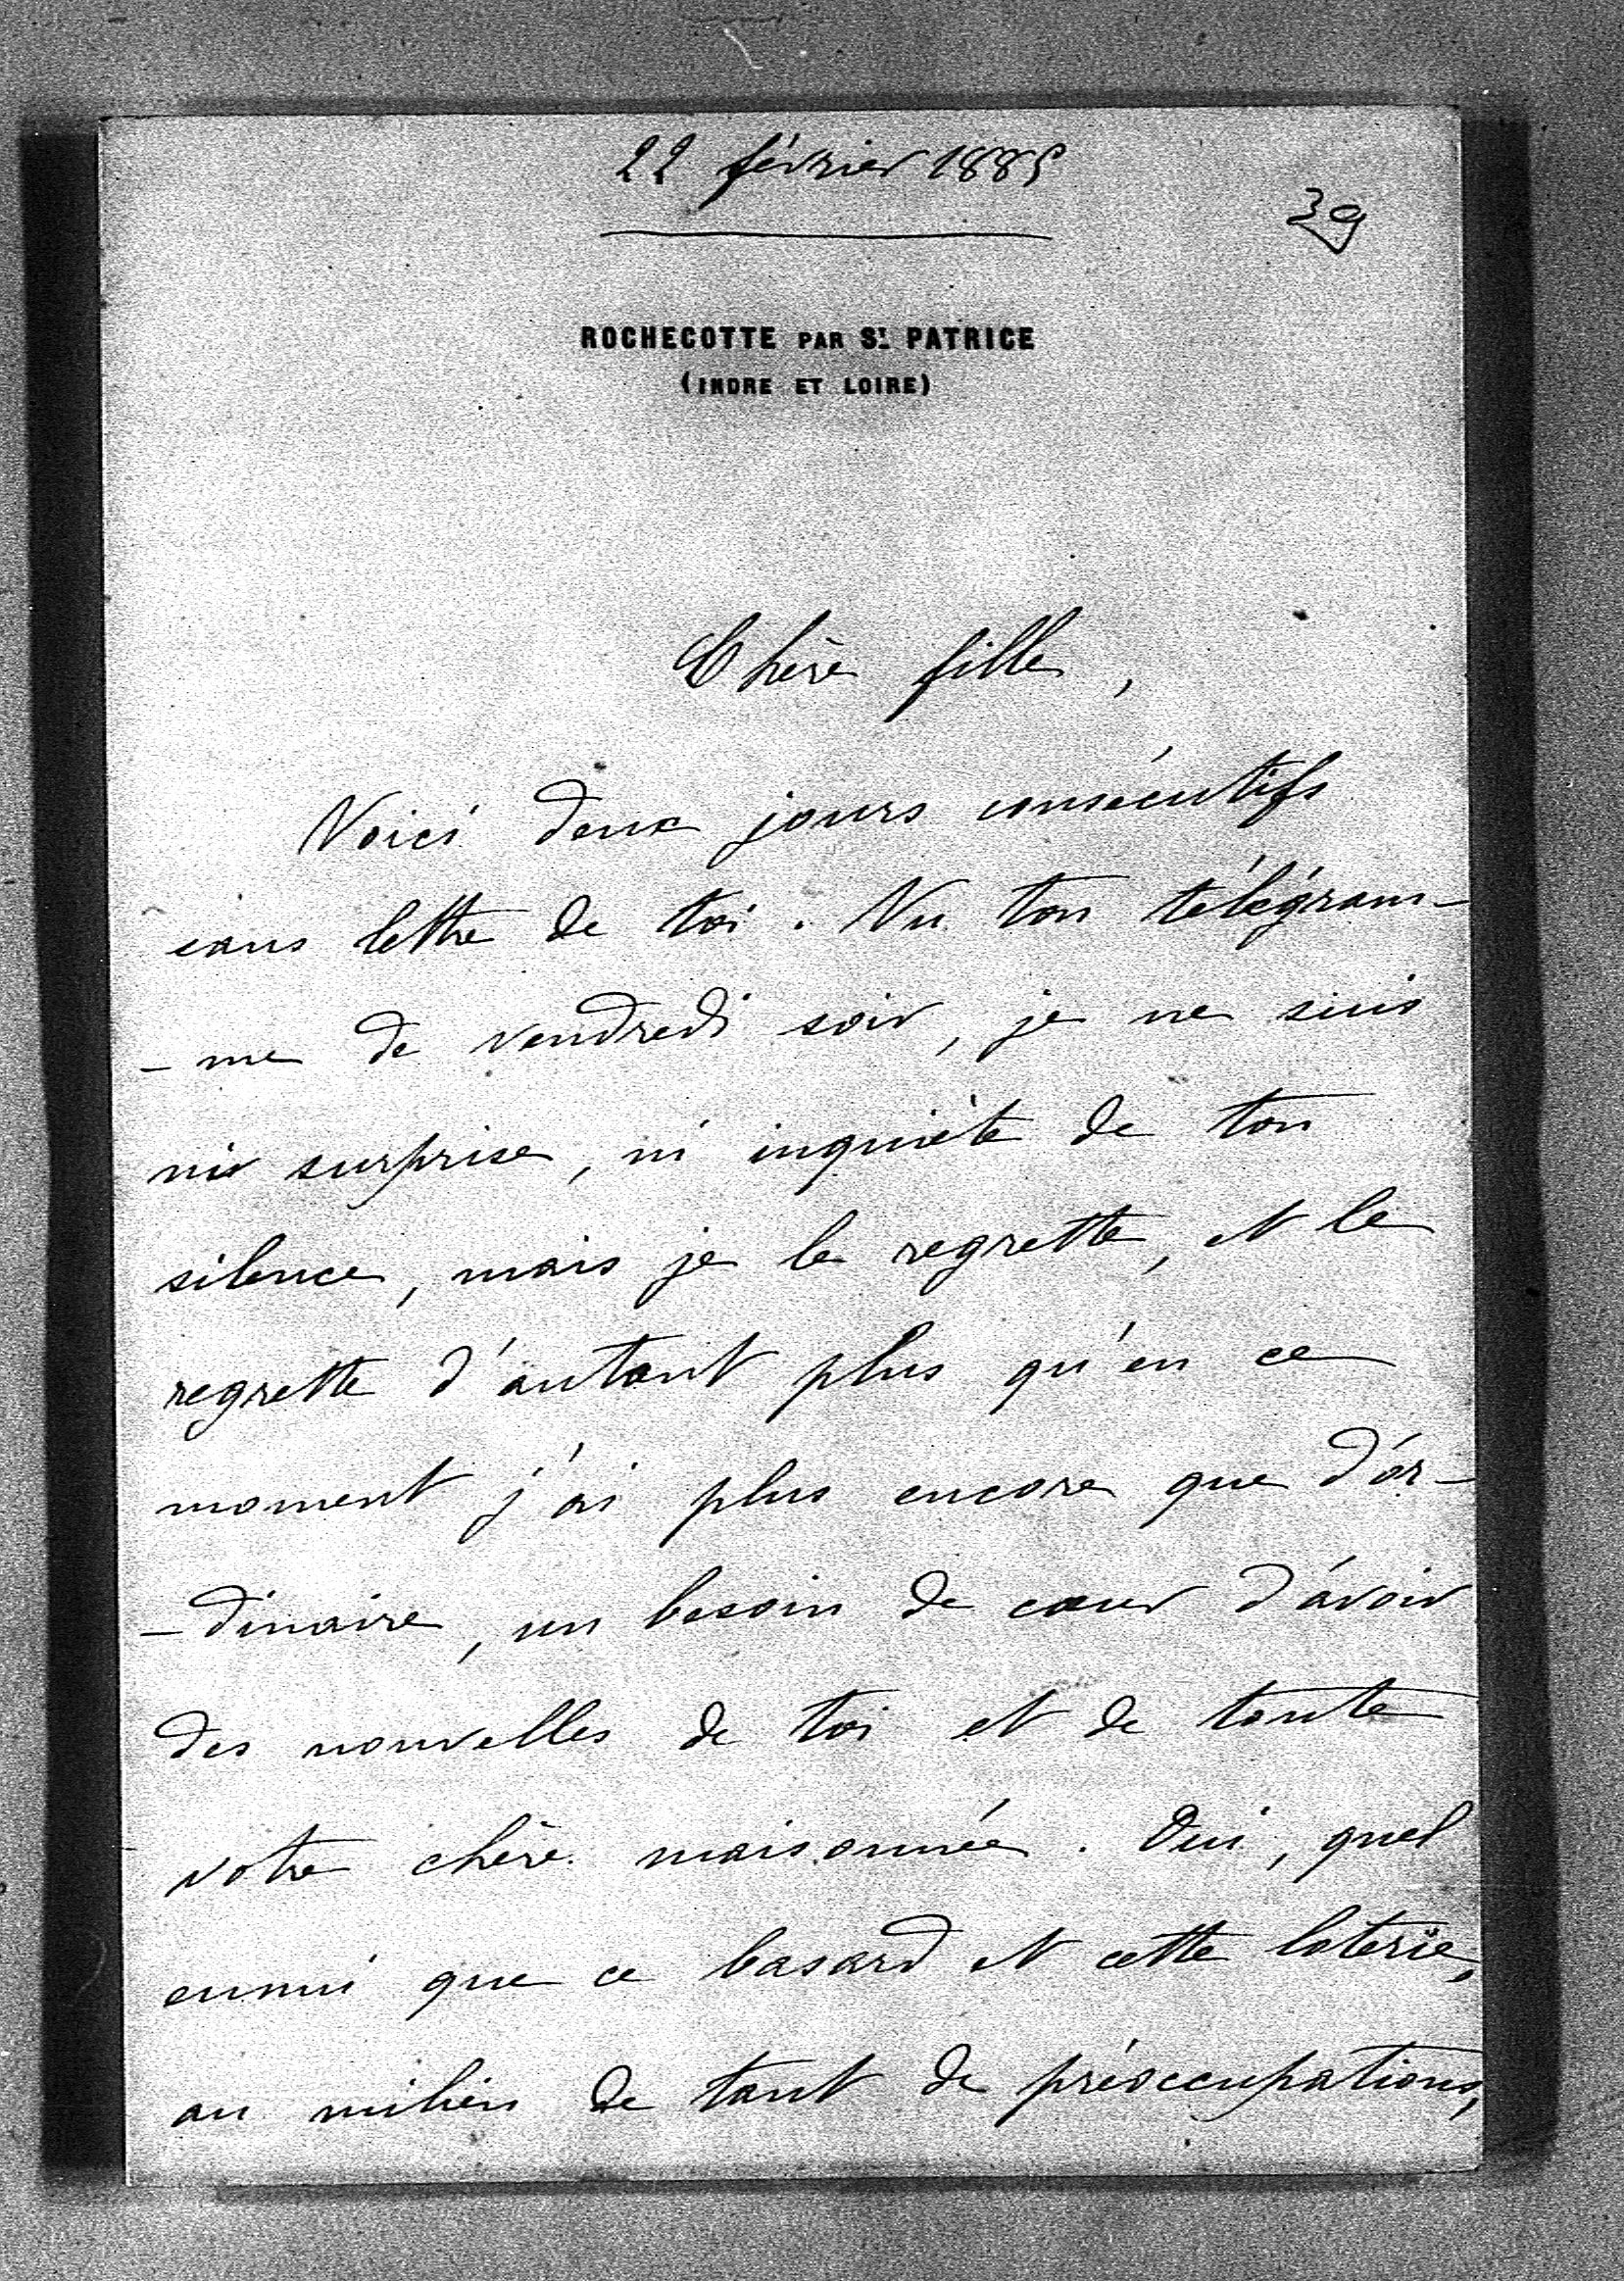 22 février 1885
39
ROCHECOTTE PAR ST PATRICE
(INDRE ET LOIRE)
Chère fille,
Voici deux jours consécutifs
sans lettre de toi. Vu ton télégram-
-me de vendredi soir, je ne suis
ni surprise, ni inquiète de ton
silence, mais je le regrette, et le
regrette d'autant plus qu'en ce
moment j'ai plus encore que d'or-
-dinaire, un besoin de cœur d'avoir
des nouvelles de toi et de toute
votre chère maisonnée. Oui, quel
ennui que ce basard et cette loterie,
au milieu de tant de préoccupations,